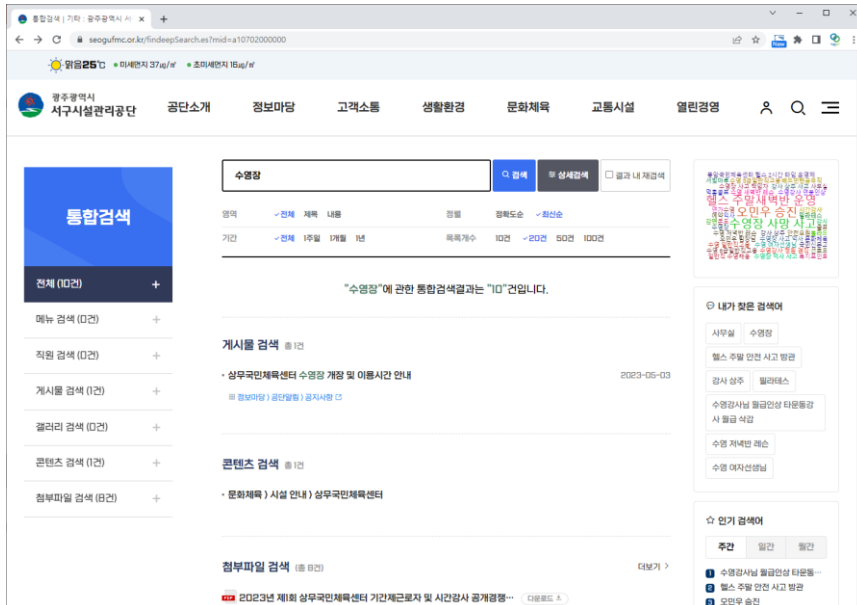 통합검색 | 기타 : 광주광역시 서
seogufmc.or.kr/findeepSearch.es?mid=a10702000000
New
맑음25℃ 미세먼지 37㎍/㎥ 초미세먼지 16㎍/㎥
광주광역시
서구시설관리공단
공단소개 정보마당 고객소통 생활환경 문화체육 교통시설 열린경영
통합검색
전체 (10건)
메뉴 검색 (0건)
직원 검색 (0건)
게시물 검색 (1건)
갤러리 검색 (0건)
콘텐츠 검색 (1건)
첨부파일 검색 (8건)
수영장 검색 상세검색 결과 내 재검색
영역 전체 제목 내용 정렬 정확도순 최신순
기간 전체 1주일 1개월 1년 목록개수 10건 20건 50건 100건
"수영장"에 관한 통합검색결과는 "10"건입니다.
게시물 검색 총 1건
· 상무국민체육센터 수영장 개장 및 이용시간 안내 2023-05-03
정보마당 > 공단알림 > 공지사항
콘텐츠 검색 총 1건
· 문화체육 > 시설 안내 > 상무국민체육센터
첨부파일 검색 (총 8건) 더보기 >
PDF 2023년 제1회 상무국민체육센터 기간제근로자 및 시간강사 공개경쟁··· 다운로드
헬스 주말새벽반 운영
오민우 승진
수영장 사망 사고
내가 찾은 검색어
사무실 수영장
헬스 주말 안전 사고 방관
강사 상주 필라테스
수영강사님 월급인상 타운동강
사 월급 삭감
수영 저녁반 레슨
수영 여자선생님
인기 검색어
주간 일간 월간
1 수영강사님 월급인상 타운동···
2 헬스 주말 안전 사고 방관
3 오민우 승진